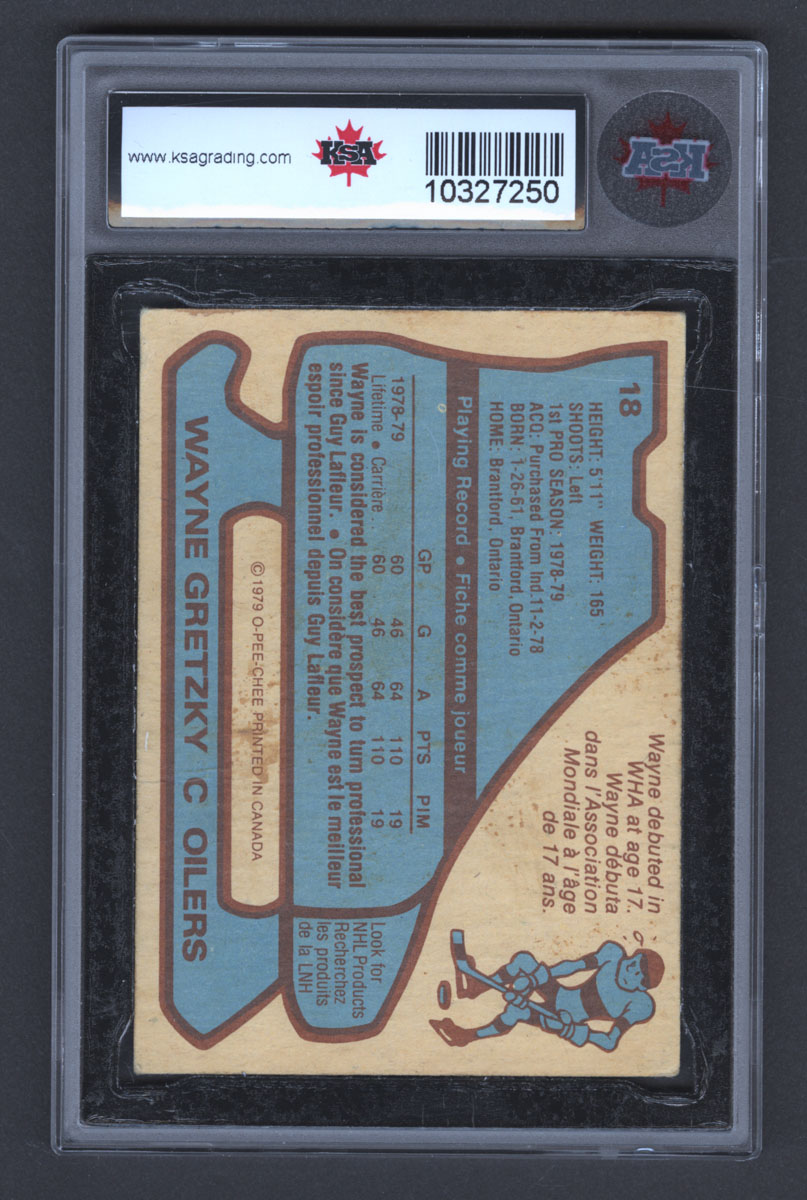 www.ksagrading.com
KSA
10327250
KSA
18
HEIGHT: 5'11" WEIGHT: 165
SHOOTS: Left
1st PRO SEASON: 1978-79
ACQ: Purchased From Ind.11-2-78
BORN: 1-26-61, Brantford, Ontario
HOME: Brantford, Ontario
Wayne debuted in
WHA at age 17.
Wayne débuta
dans l'Association
Mondiale à l'âge
de 17 ans.
Playing Record • Fiche comme joueur
GP G A PTS PIM
1978-79 60 46 64 110 19
Lifetime • Carrière... 60 46 64 110 19
Wayne is considered the best prospect to turn professional
since Guy Lafleur. • On considère que Wayne est le meilleur
espoir professionnel depuis Guy Lafleur.
Look for
NHL Products
Recherchez
les produits
de la LNH
©1979 O-PEE-CHEE PRINTED IN CANADA
WAYNE GRETZKY C OILERS